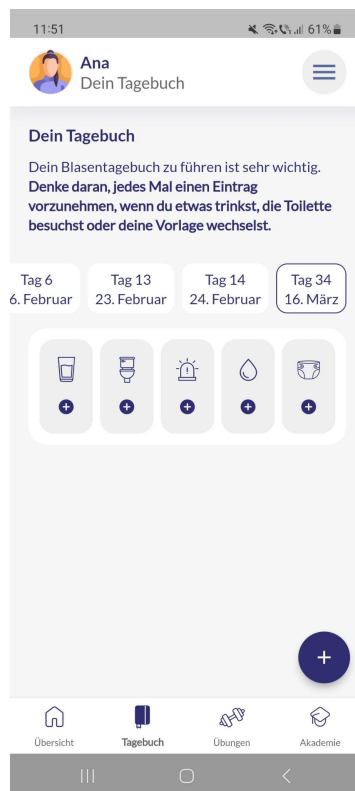 11:51
61%
Ana
Dein Tagebuch
Dein Tagebuch
Dein Blasentagebuch zu führen ist sehr wichtig.
Denke daran, jedes Mal einen Eintrag
vorzunehmen, wenn du etwas trinkst, die Toilette
besuchst oder deine Vorlage wechselst.
Tag 6 Tag 13 Tag 14 Tag 34
6. Februar 23. Februar 24. Februar 16. März
Übersicht Tagebuch Übungen Akademie